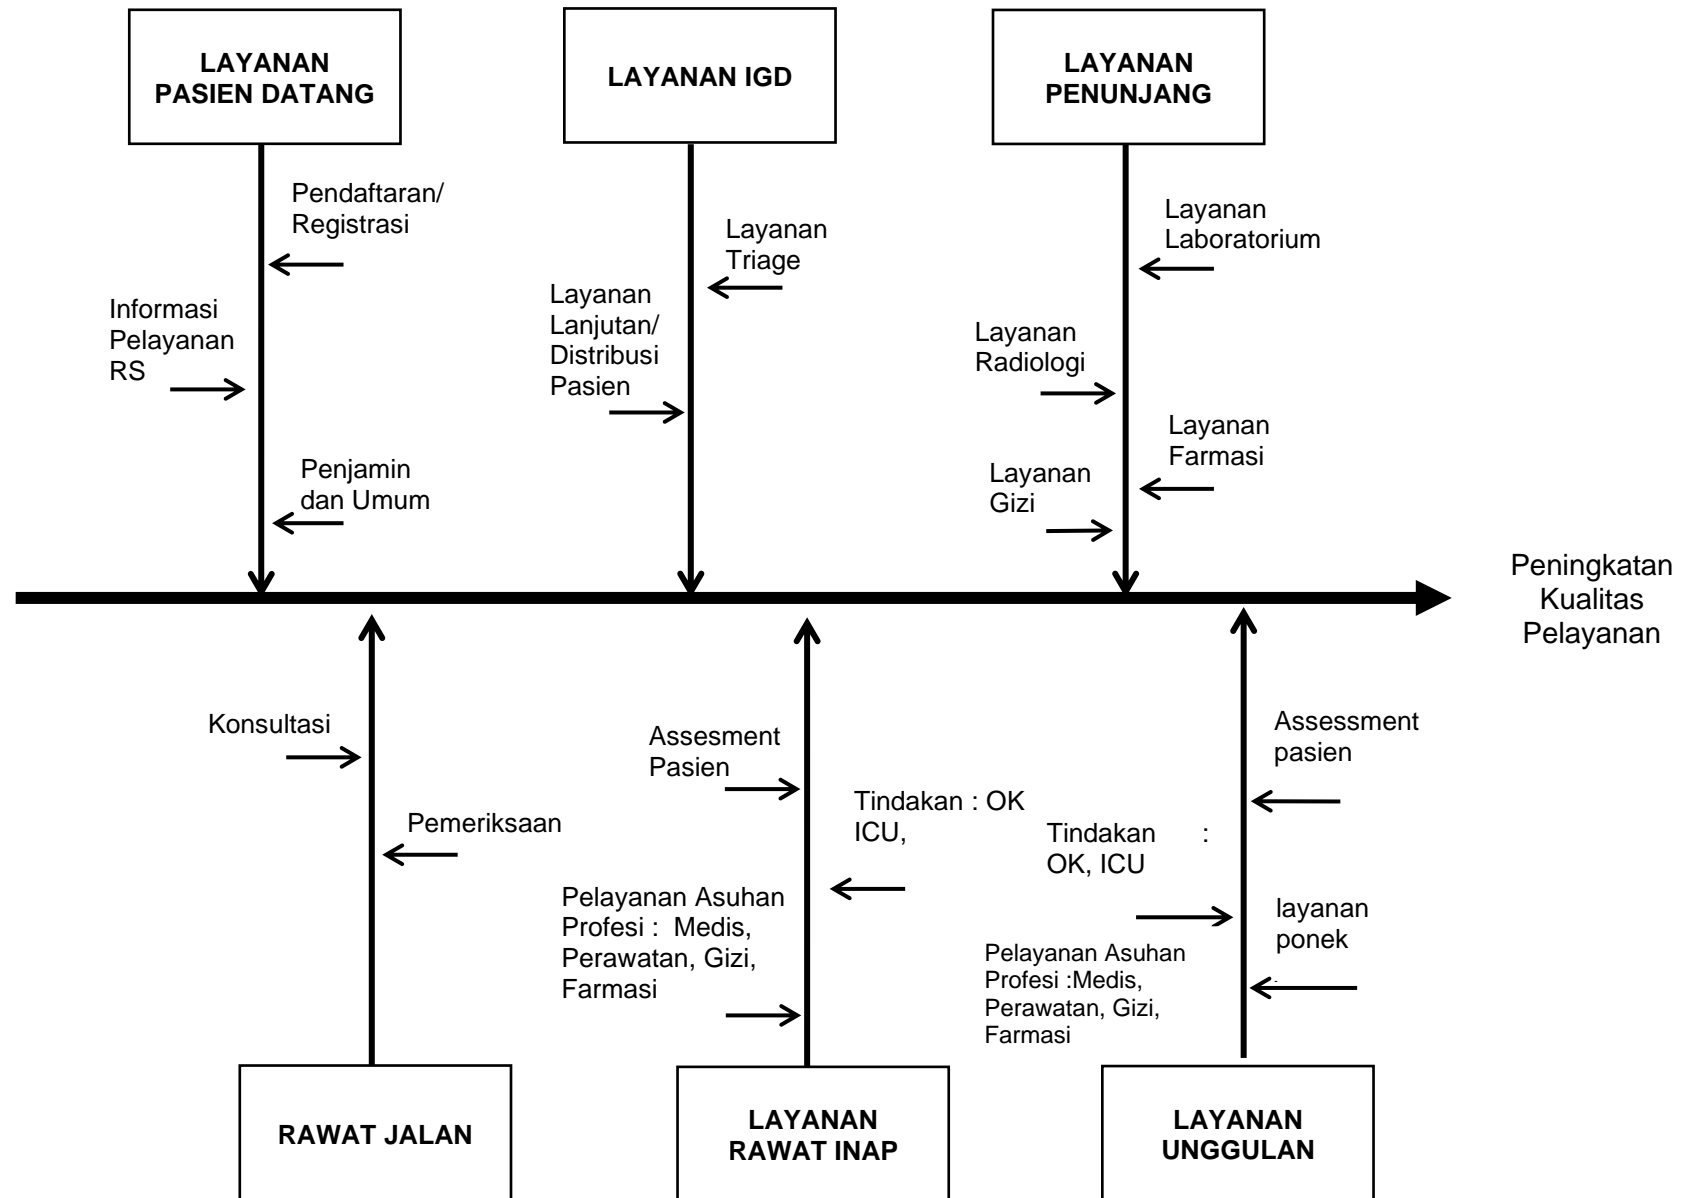 LAYANAN
PASIEN DATANG
LAYANAN IGD
LAYANAN
PENUNJANG
Pendaftaran/
Registrasi
Informasi
Pelayanan
RS
Penjamin
dan Umum
Layanan
Triage
Layanan
Lanjutan/
Distribusi
Pasien
Layanan
Laboratorium
Layanan
Radiologi
Layanan
Farmasi
Layanan
Gizi
Peningkatan
Kualitas
Pelayanan
Konsultasi
Pemeriksaan
Assesment
Pasien
Tindakan : OK
ICU,
Pelayanan Asuhan
Profesi : Medis,
Perawatan, Gizi,
Farmasi
Assessment
pasien
Tindakan :
OK, ICU
layanan
ponek
Pelayanan Asuhan
Profesi :Medis,
Perawatan, Gizi,
Farmasi
RAWAT JALAN
LAYANAN
RAWAT INAP
LAYANAN
UNGGULAN